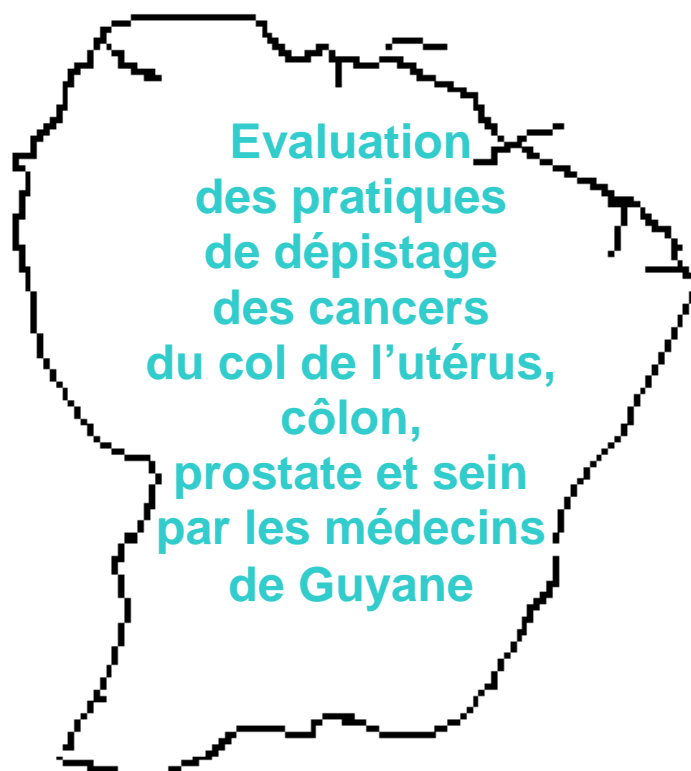 Evaluation
des pratiques
de dépistage
des cancers
du col de l’utérus,
côlon,
prostate et sein
par les médecins
de Guyane